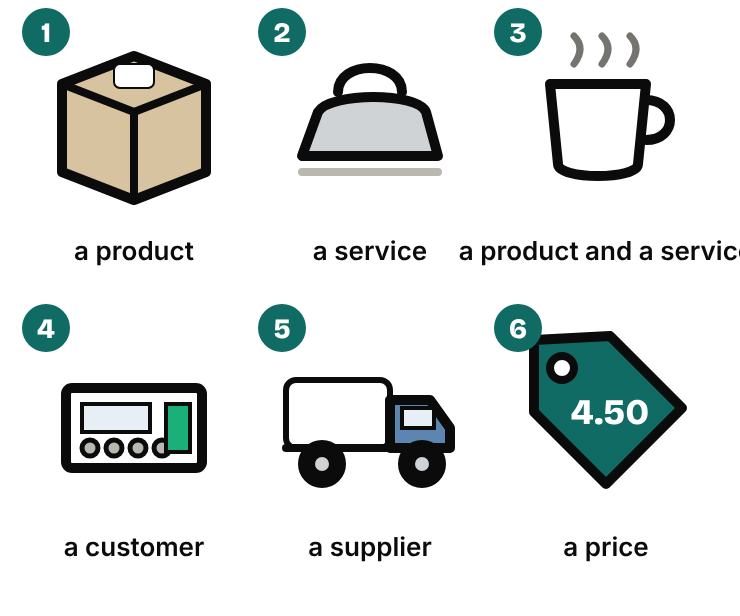 1
2
3
a product
a service
a product and a servic
4
5
6
4.50
a customer
a supplier
a price